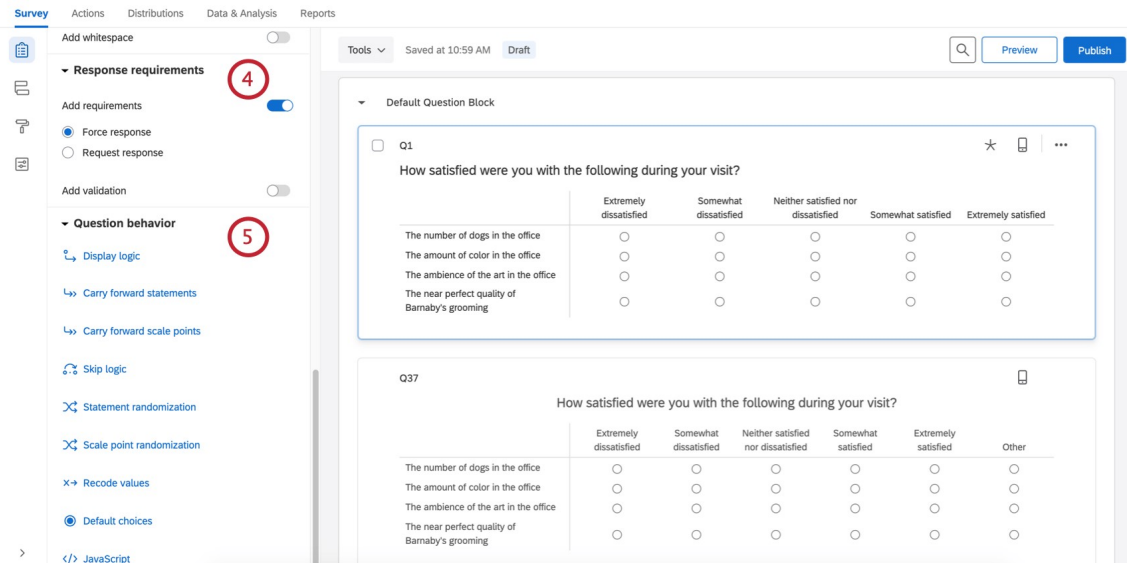 Survey Actions Distributions Data & Analysis Reports
Add whitespace
Response requirements
4
Add requirements
Force response
Request response
Add validation
Question behavior
5
Display logic
Carry forward statements
Carry forward scale points
Skip logic
Statement randomization
Scale point randomization
Recode values
Default choices
JavaScript
Tools Saved at 10:59 AM Draft Preview Publish
Default Question Block
Q1
How satisfied were you with the following during your visit?
Extremely Somewhat Neither satisfied nor
dissatisfied dissatisfied dissatisfied Somewhat satisfied Extremely satisfied
The number of dogs in the office
The amount of color in the office
The ambience of the art in the office
The near perfect quality of
Barnaby's grooming
Q37
How satisfied were you with the following during your visit?
Extremely Somewhat Neither satisfied Somewhat Extremely
dissatisfied dissatisfied nor dissatisfied satisfied satisfied Other
The number of dogs in the office
The amount of color in the office
The ambience of the art in the office
The near perfect quality of
Barnaby's grooming